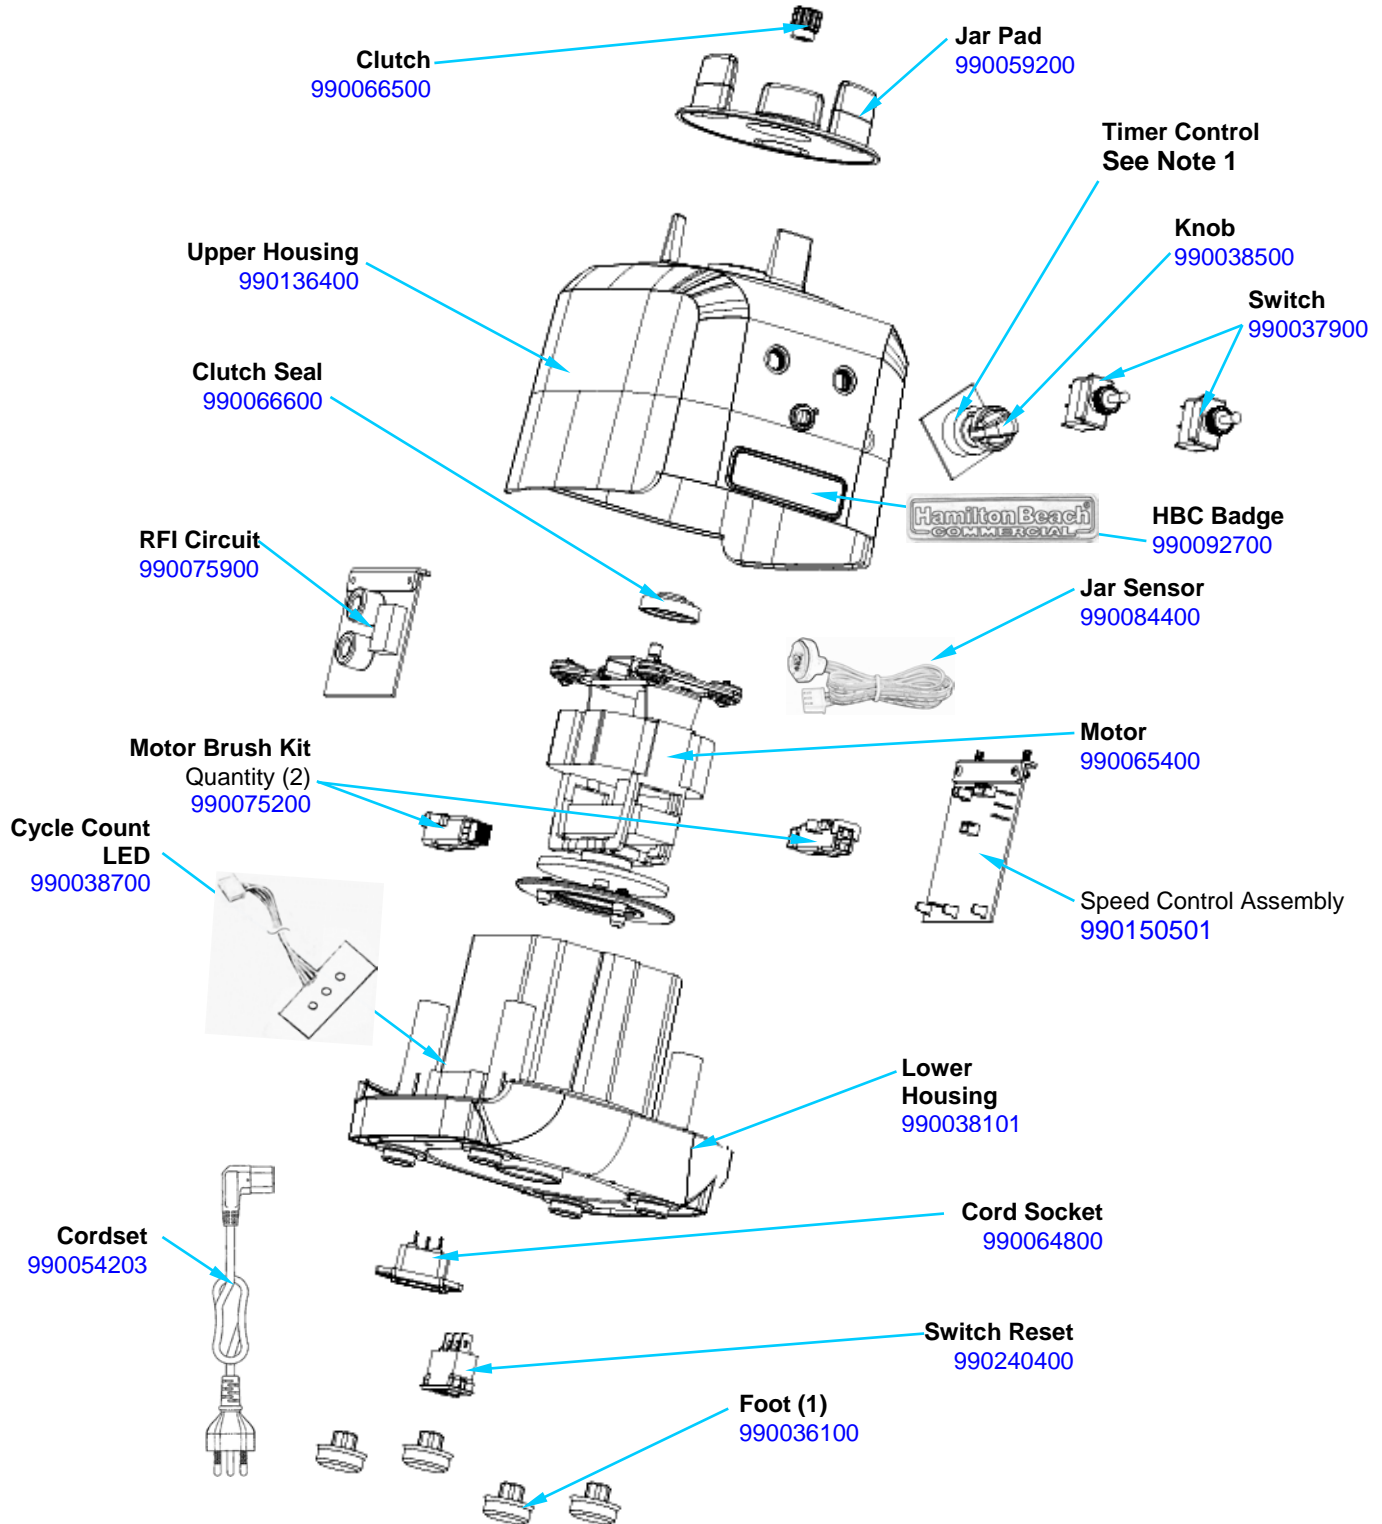 Clutch
990066500
Jar Pad
990059200
Timer Control
See Note 1
Knob
990038500
Upper Housing
990136400
Switch
990037900
Clutch Seal
990066600
Hamilton Beach®
COMMERCIAL
HBC Badge
990092700
RFI Circuit
990075900
Jar Sensor
990084400
Motor
990065400
Motor Brush Kit
Quantity (2)
990075200
Cycle Count
LED
990038700
Speed Control Assembly
990150501
Lower
Housing
990038101
Cord Socket
990064800
Cordset
990054203
Switch Reset
990240400
Foot (1)
990036100